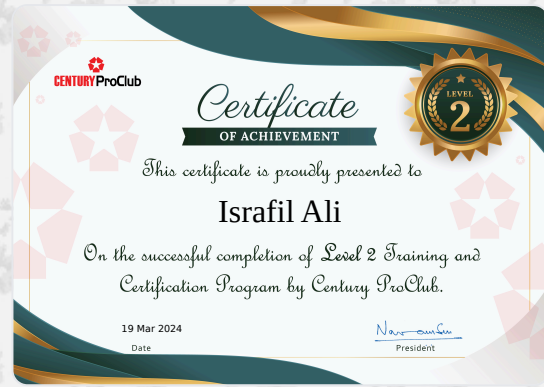 CENTURY ProClub
Certificate
OF ACHIEVEMENT
LEVEL
2
This certificate is proudly presented to
Israfil Ali
On the successful completion of Level 2 Training and
Certification Program by Century ProClub.
19 Mar 2024
Date
President